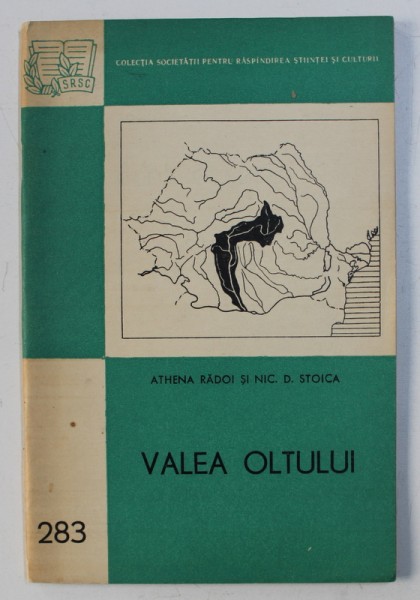 SRSC
COLECȚIA SOCIETĂȚII PENTRU RĂSPÎNDIREA ȘTIINȚEI ȘI CULTURII
ATHENA RĂDOI ȘI NIC. D. STOICA
VALEA OLTULUI
283